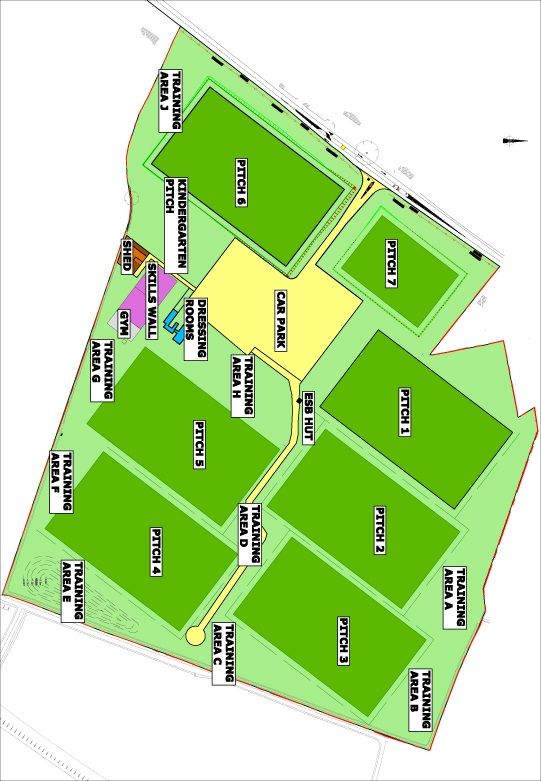 TRAINING
AREA J
PITCH 6
KINDERGARTEN
PITCH
PITCH 7
SHED
SKILLS WALL
GYM
DRESSING
ROOMS
CAR PARK
TRAINING
AREA G
TRAINING
AREA H
ESB HUT
PITCH 1
PITCH 5
TRAINING
AREA F
TRAINING
AREA D
PITCH 2
PITCH 4
TRAINING
AREA E
TRAINING
AREA A
TRAINING
AREA C
PITCH 3
TRAINING
AREA B